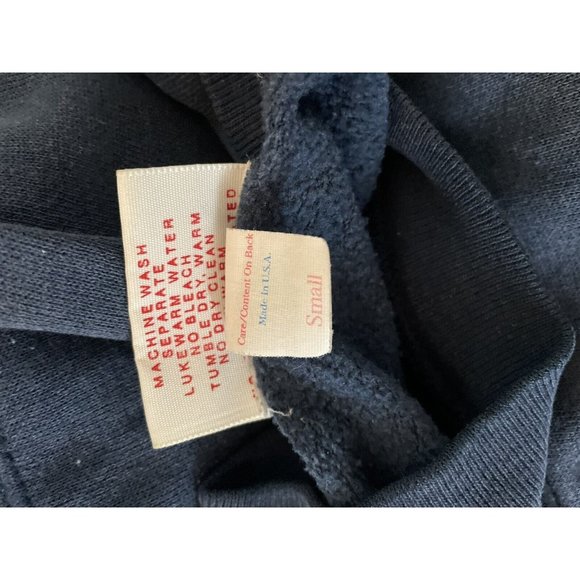 MACHINE WASH
SEPARATE
LUKEWARM WATER
NO BLEACH
TUMBLE DRY, WARM
NO DRY CLEAN
Care/Content On Back
Made in U.S.A.
Small